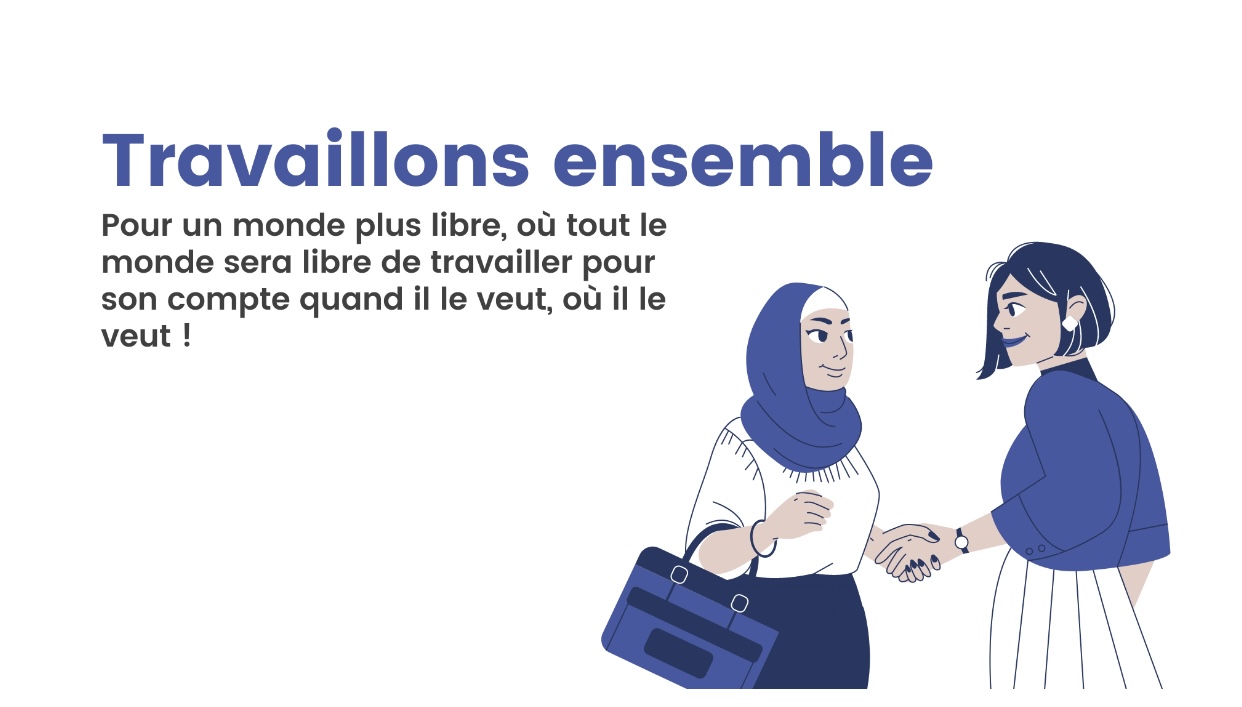 Travaillons ensemble
Pour un monde plus libre, où tout le
monde sera libre de travailler pour
son compte quand il le veut, où il le
veut !